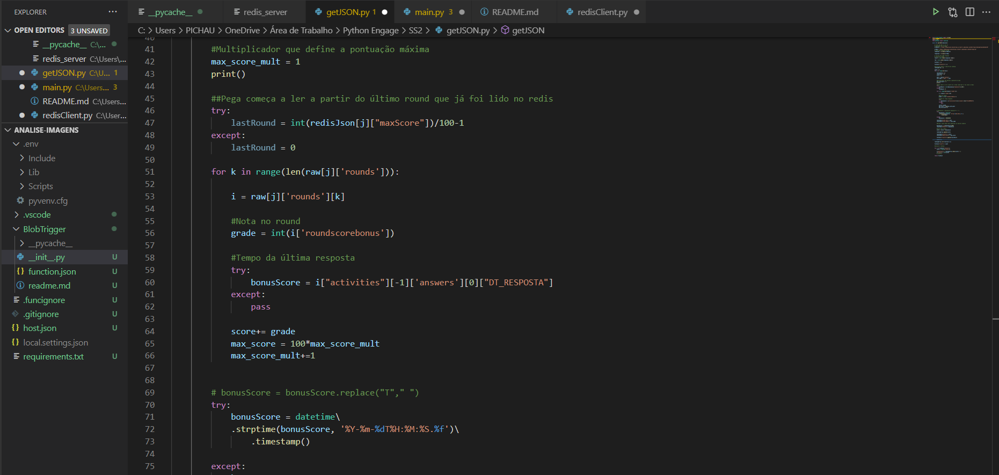 EXPLORER ···
OPEN EDITORS 3 UNSAVED
__pycache__ C:\...
redis_server C:\Users\...
getJSON.py C:\U... 1
main.py C:\Users... 3
README.md C:\Users...
redisClient.py C:\User...
ANALISE-IMAGENS
.env
Include
Lib
Scripts
pyvenv.cfg
.vscode
BlobTrigger
__pycache__
__init__.py U
function.json U
readme.md U
.funcignore U
.gitignore U
host.json U
local.settings.json
requirements.txt U
__pycache__ redis_server getJSON.py 1 main.py 3 README.md redisClient.py
C: > Users > PICHAU > OneDrive > Área de Trabalho > Python Engage > SS2 > getJSON.py > getJSON
40
41 #Multiplicador que define a pontuação máxima
42 max_score_mult = 1
43 print()
44
45 ##Pega começa a ler a partir do último round que já foi lido no redis
46 try:
47 lastRound = int(redisJson[j]["maxScore"])/100-1
48 except:
49 lastRound = 0
50
51 for k in range(len(raw[j]['rounds'])):
52
53 i = raw[j]['rounds'][k]
54
55 #Nota no round
56 grade = int(i['roundscorebonus'])
57
58 #Tempo da última resposta
59 try:
60 bonusScore = i["activities"][-1]['answers'][0]["DT_RESPOSTA"]
61 except:
62 pass
63
64 score+= grade
65 max_score = 100*max_score_mult
66 max_score_mult+=1
67
68
69 # bonusScore = bonusScore.replace("T"," ")
70 try:
71 bonusScore = datetime\
72 .strptime(bonusScore, '%Y-%m-%dT%H:%M:%S.%f')\
73 .timestamp()
74
75 except: